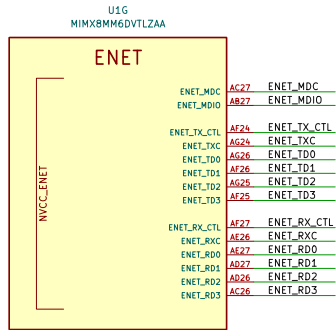 U1G
MIMX8MM6DVTLZAA
ENET
NVCC_ENET
ENET_MDC AC27 ENET_MDC
ENET_MDIO AB27 ENET_MDIO
ENET_TX_CTL AF24 ENET_TX_CTL
ENET_TXC AG24 ENET_TXC
ENET_TD0 AG26 ENET_TD0
ENET_TD1 AF26 ENET_TD1
ENET_TD2 AG25 ENET_TD2
ENET_TD3 AF25 ENET_TD3
ENET_RX_CTL AF27 ENET_RX_CTL
ENET_RXC AE26 ENET_RXC
ENET_RD0 AE27 ENET_RD0
ENET_RD1 AD27 ENET_RD1
ENET_RD2 AD26 ENET_RD2
ENET_RD3 AC26 ENET_RD3